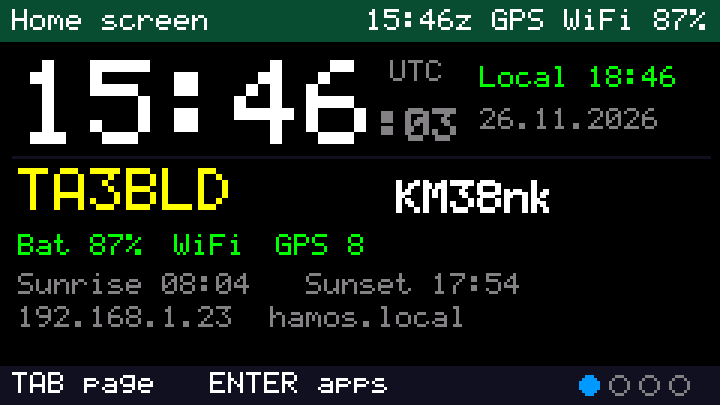 Home screen 15:46z GPS WiFi 87%
15:46:03 UTC Local 18:46
26.11.2026
TA3BLD KM38nk
Bat 87% WiFi GPS 8
Sunrise 08:04 Sunset 17:54
192.168.1.23 hamos.local
TAB page ENTER apps